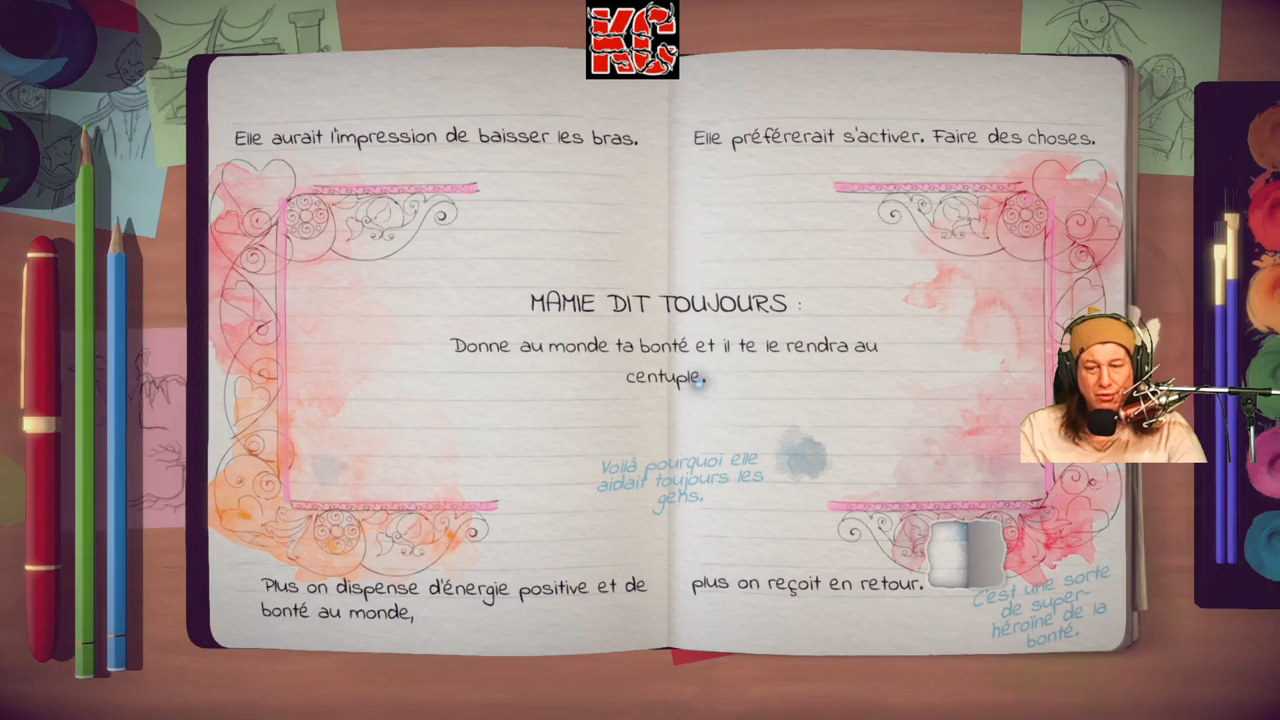 KC
Elle aurait l'impression de baisser les bras.
Elle préférerait s'activer. Faire des choses.
MAMIE DIT TOUJOURS :
Donne au monde ta bonté et il te le rendra au
centuple.
Voilà pourquoi elle
aidait toujours les
gens.
Plus on dispense d'énergie positive et de
bonté au monde,
plus on reçoit en retour.
C'est une sorte
de super-
héroïne de la
bonté.